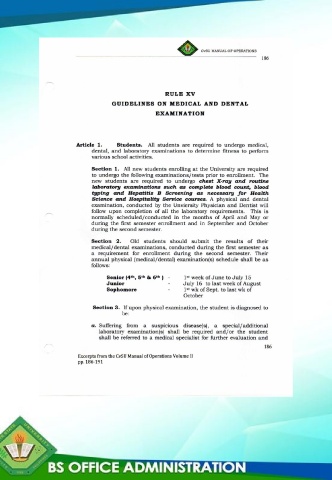 CvSU MANUAL OF OPERATIONS
186
RULE XV
GUIDELINES ON MEDICAL AND DENTAL
EXAMINATION
Article 1. Students. All students are required to undergo medical,
dental, and laboratory examinations to determine fitness to perform
various school activities.
Section 1. All new students enrolling at the University are required
to undergo the following examinations/tests prior to enrollment. The
new students are required to undergo chest X-ray and routine
laboratory examinations such as complete blood count, blood
typing and Hepatitis B Screening as necessary for Health
Science and Hospitality Service courses. A physical and dental
examination, conducted by the University Physician and Dentist will
follow upon completion of all the laboratory requirements. This is
normally scheduled/conducted in the months of April and May or
during the first semester enrollment and in September and October
during the second semester.
Section 2. Old students should submit the results of their
medical/dental examinations, conducted during the first semester as
a requirement for enrollment during the second semester. Their
annual physical (medical/dental) examination(s) schedule shall be as
follows:
Senior (4th, 5th & 6th) - 1st week of June to July 15
Junior - July 16 to last week of August
Sophomore - 1st wk of Sept. to last wk of
October
Section 3. If upon physical examination, the student is diagnosed to
be:
a. Suffering from a suspicious disease(s), a special/additional
laboratory examination(s) shall be required and/or the student
shall be referred to a medical specialist for further evaluation and
186
Excerpts from the CvSU Manual of Operations Volume II
pp. 186-191
BS OFFICE ADMINISTRATION